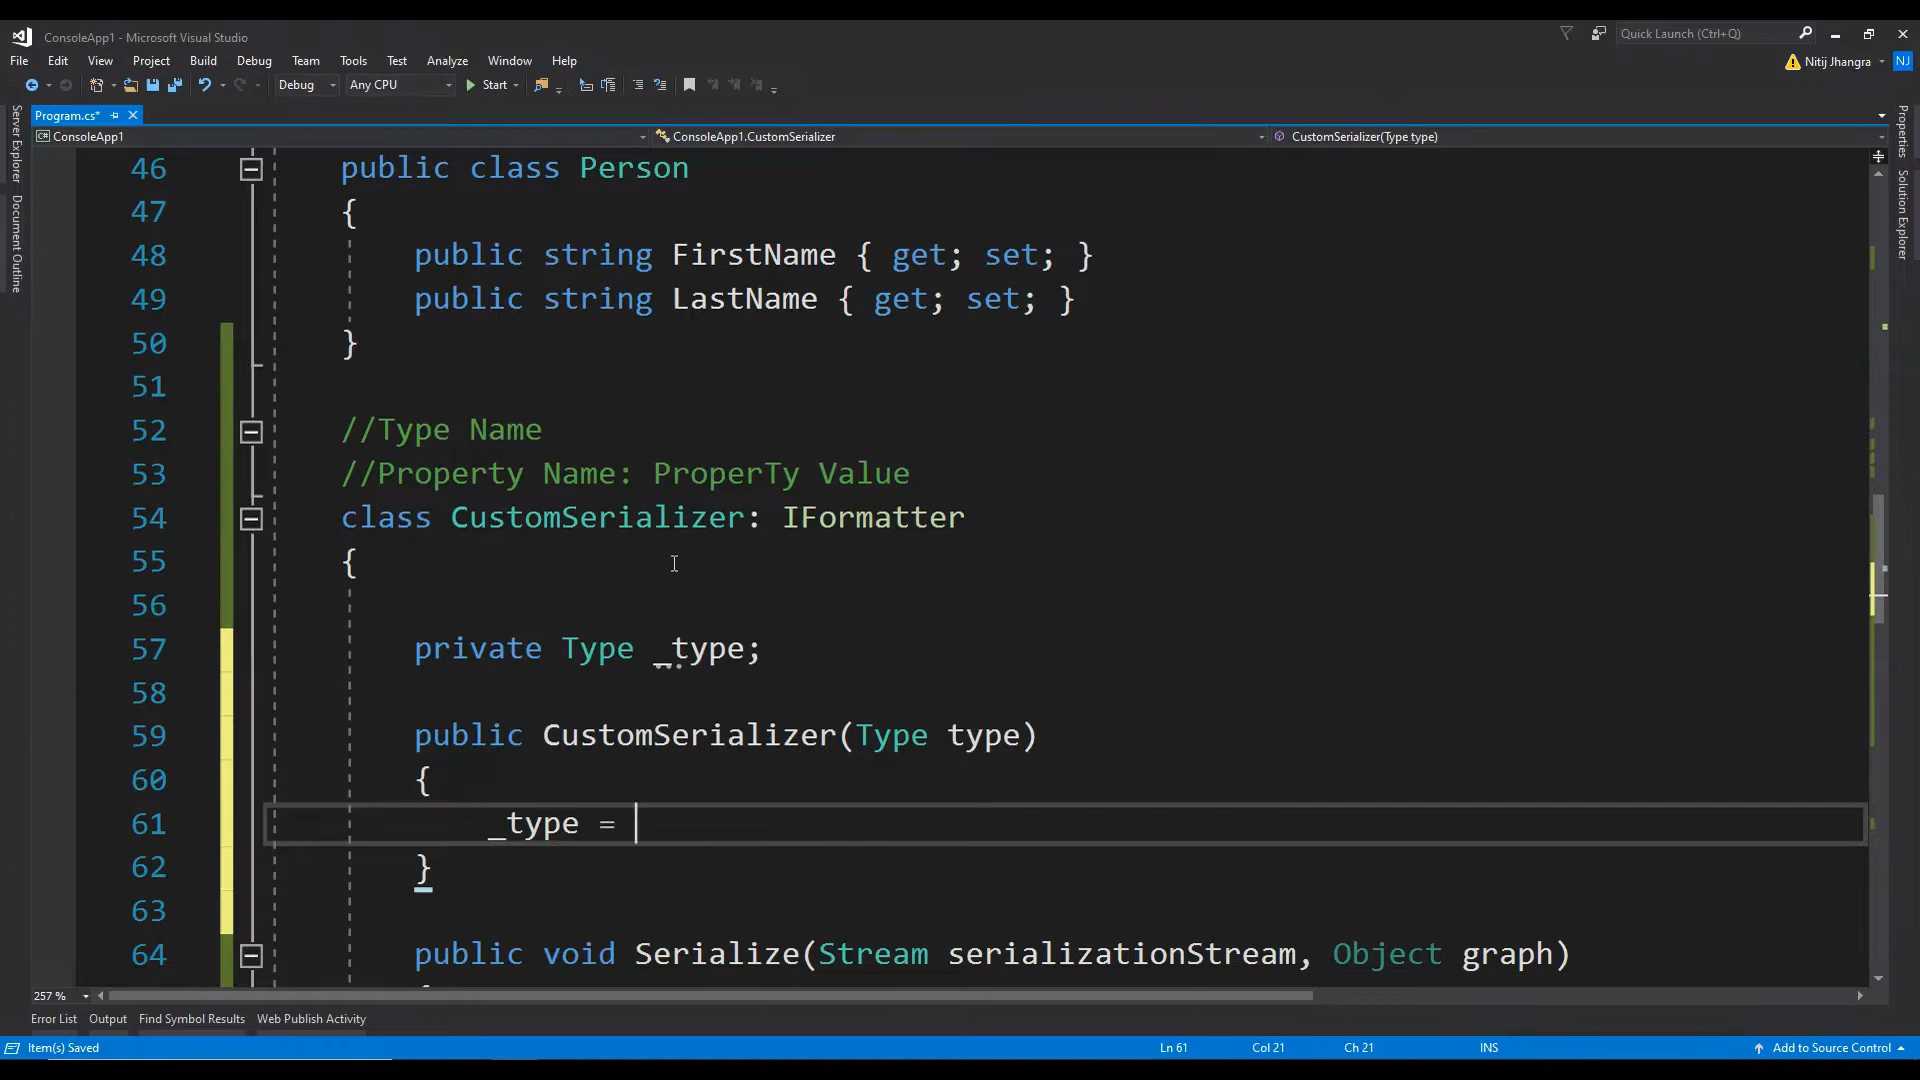 ConsoleApp1 - Microsoft Visual Studio
Quick Launch (Ctrl+Q)
File Edit View Project Build Debug Team Tools Test Analyze Window Help
Nitij Jhangra NJ
Debug Any CPU Start
Program.cs*
ConsoleApp1 ConsoleApp1.CustomSerializer CustomSerializer(Type type)
Server Explorer
Document Outline
Properties
Solution Explorer
46 public class Person
47 {
48 public string FirstName { get; set; }
49 public string LastName { get; set; }
50 }
51
52 //Type Name
53 //Property Name: ProperTy Value
54 class CustomSerializer: IFormatter
55 {
56
57 private Type _type;
58
59 public CustomSerializer(Type type)
60 {
61 _type =
62 }
63
64 public void Serialize(Stream serializationStream, Object graph)
257 %
Error List Output Find Symbol Results Web Publish Activity
Item(s) Saved Ln 61 Col 21 Ch 21 INS Add to Source Control